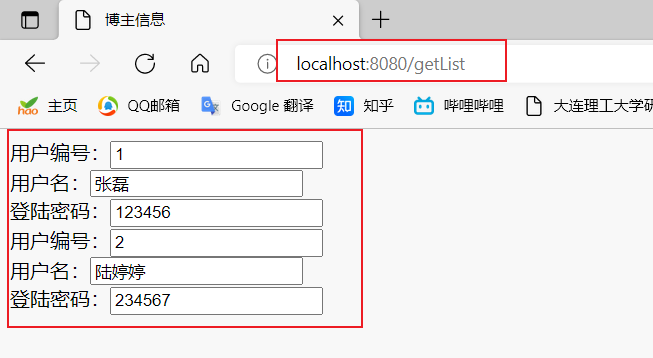 博主信息
localhost:8080/getList
hao 主页 QQ邮箱 Google 翻译 知 知乎 哔哩哔哩 大连理工大学研
用户编号：1
用户名：张磊
登陆密码：123456
用户编号：2
用户名：陆婷婷
登陆密码：234567